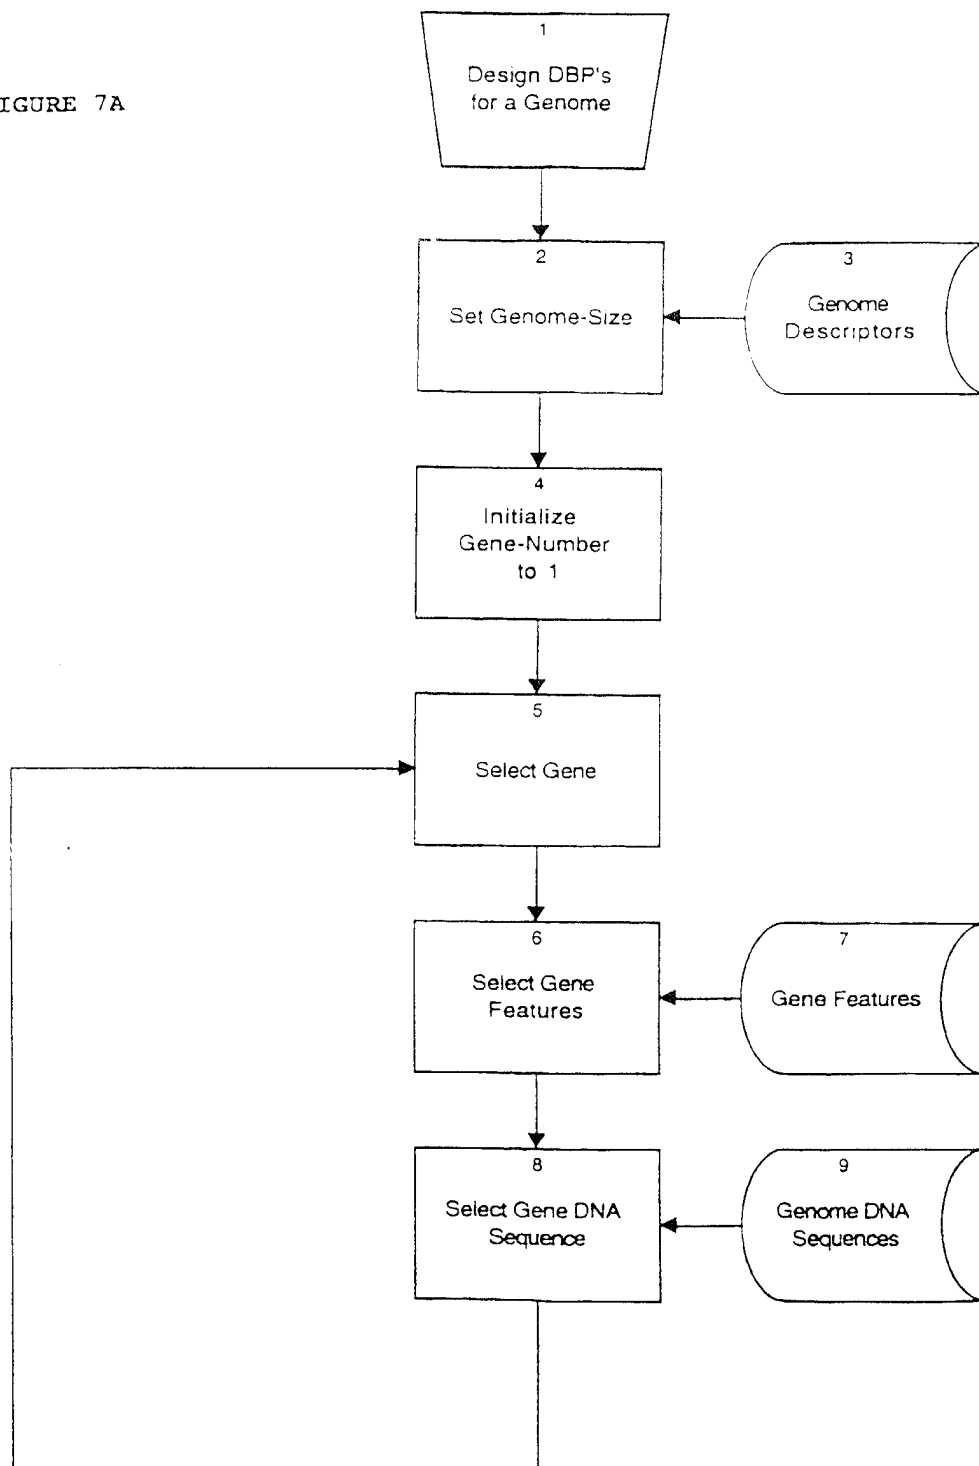 IGURE 7A
1
Design DBP's
for a Genome
2
Set Genome-Size
3
Genome
Descriptors
4
Initialize
Gene-Number
to 1
5
Select Gene
6
Select Gene
Features
7
Gene Features
8
Select Gene DNA
Sequence
9
Genome DNA
Sequences